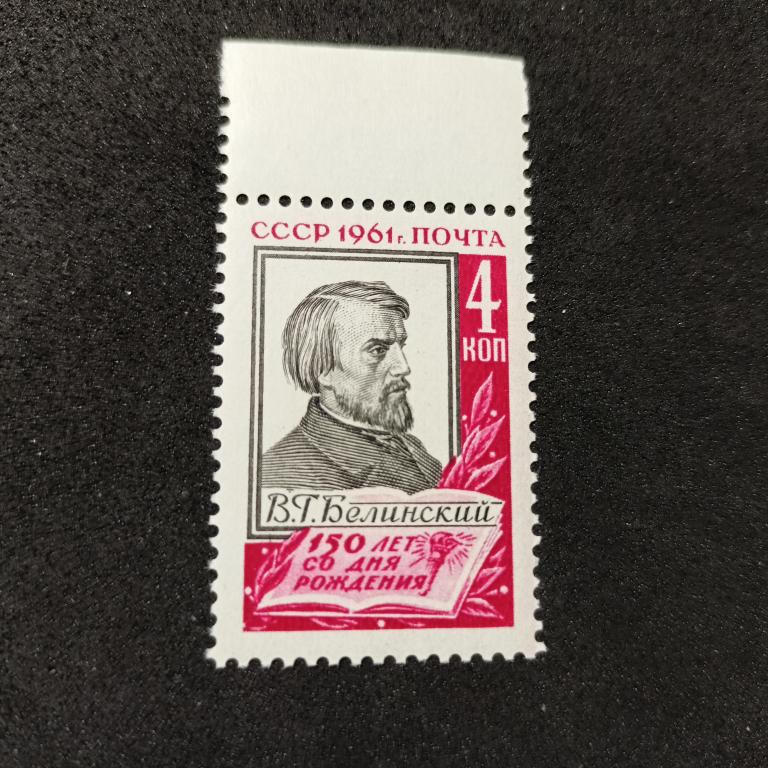 СССР 1961г. ПОЧТА
4
КОП
В.Г. Белинский
150 ЛЕТ
СО ДНЯ
РОЖДЕНИЯ